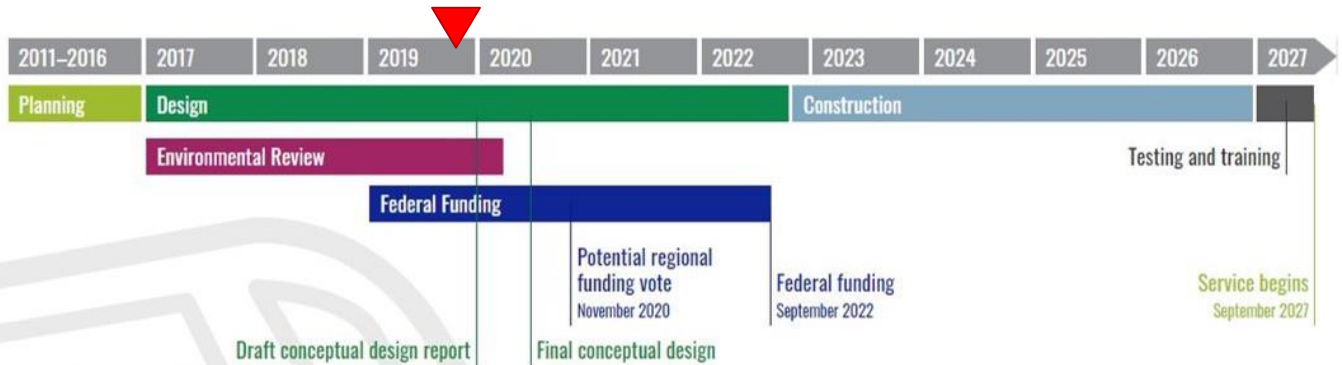 2011–2016 2017 2018 2019 2020 2021 2022 2023 2024 2025 2026 2027
Planning Design Construction
Environmental Review
Testing and training
Federal Funding
Potential regional
funding vote
November 2020
Federal funding
September 2022
Service begins
September 2027
Draft conceptual design report
Final conceptual design